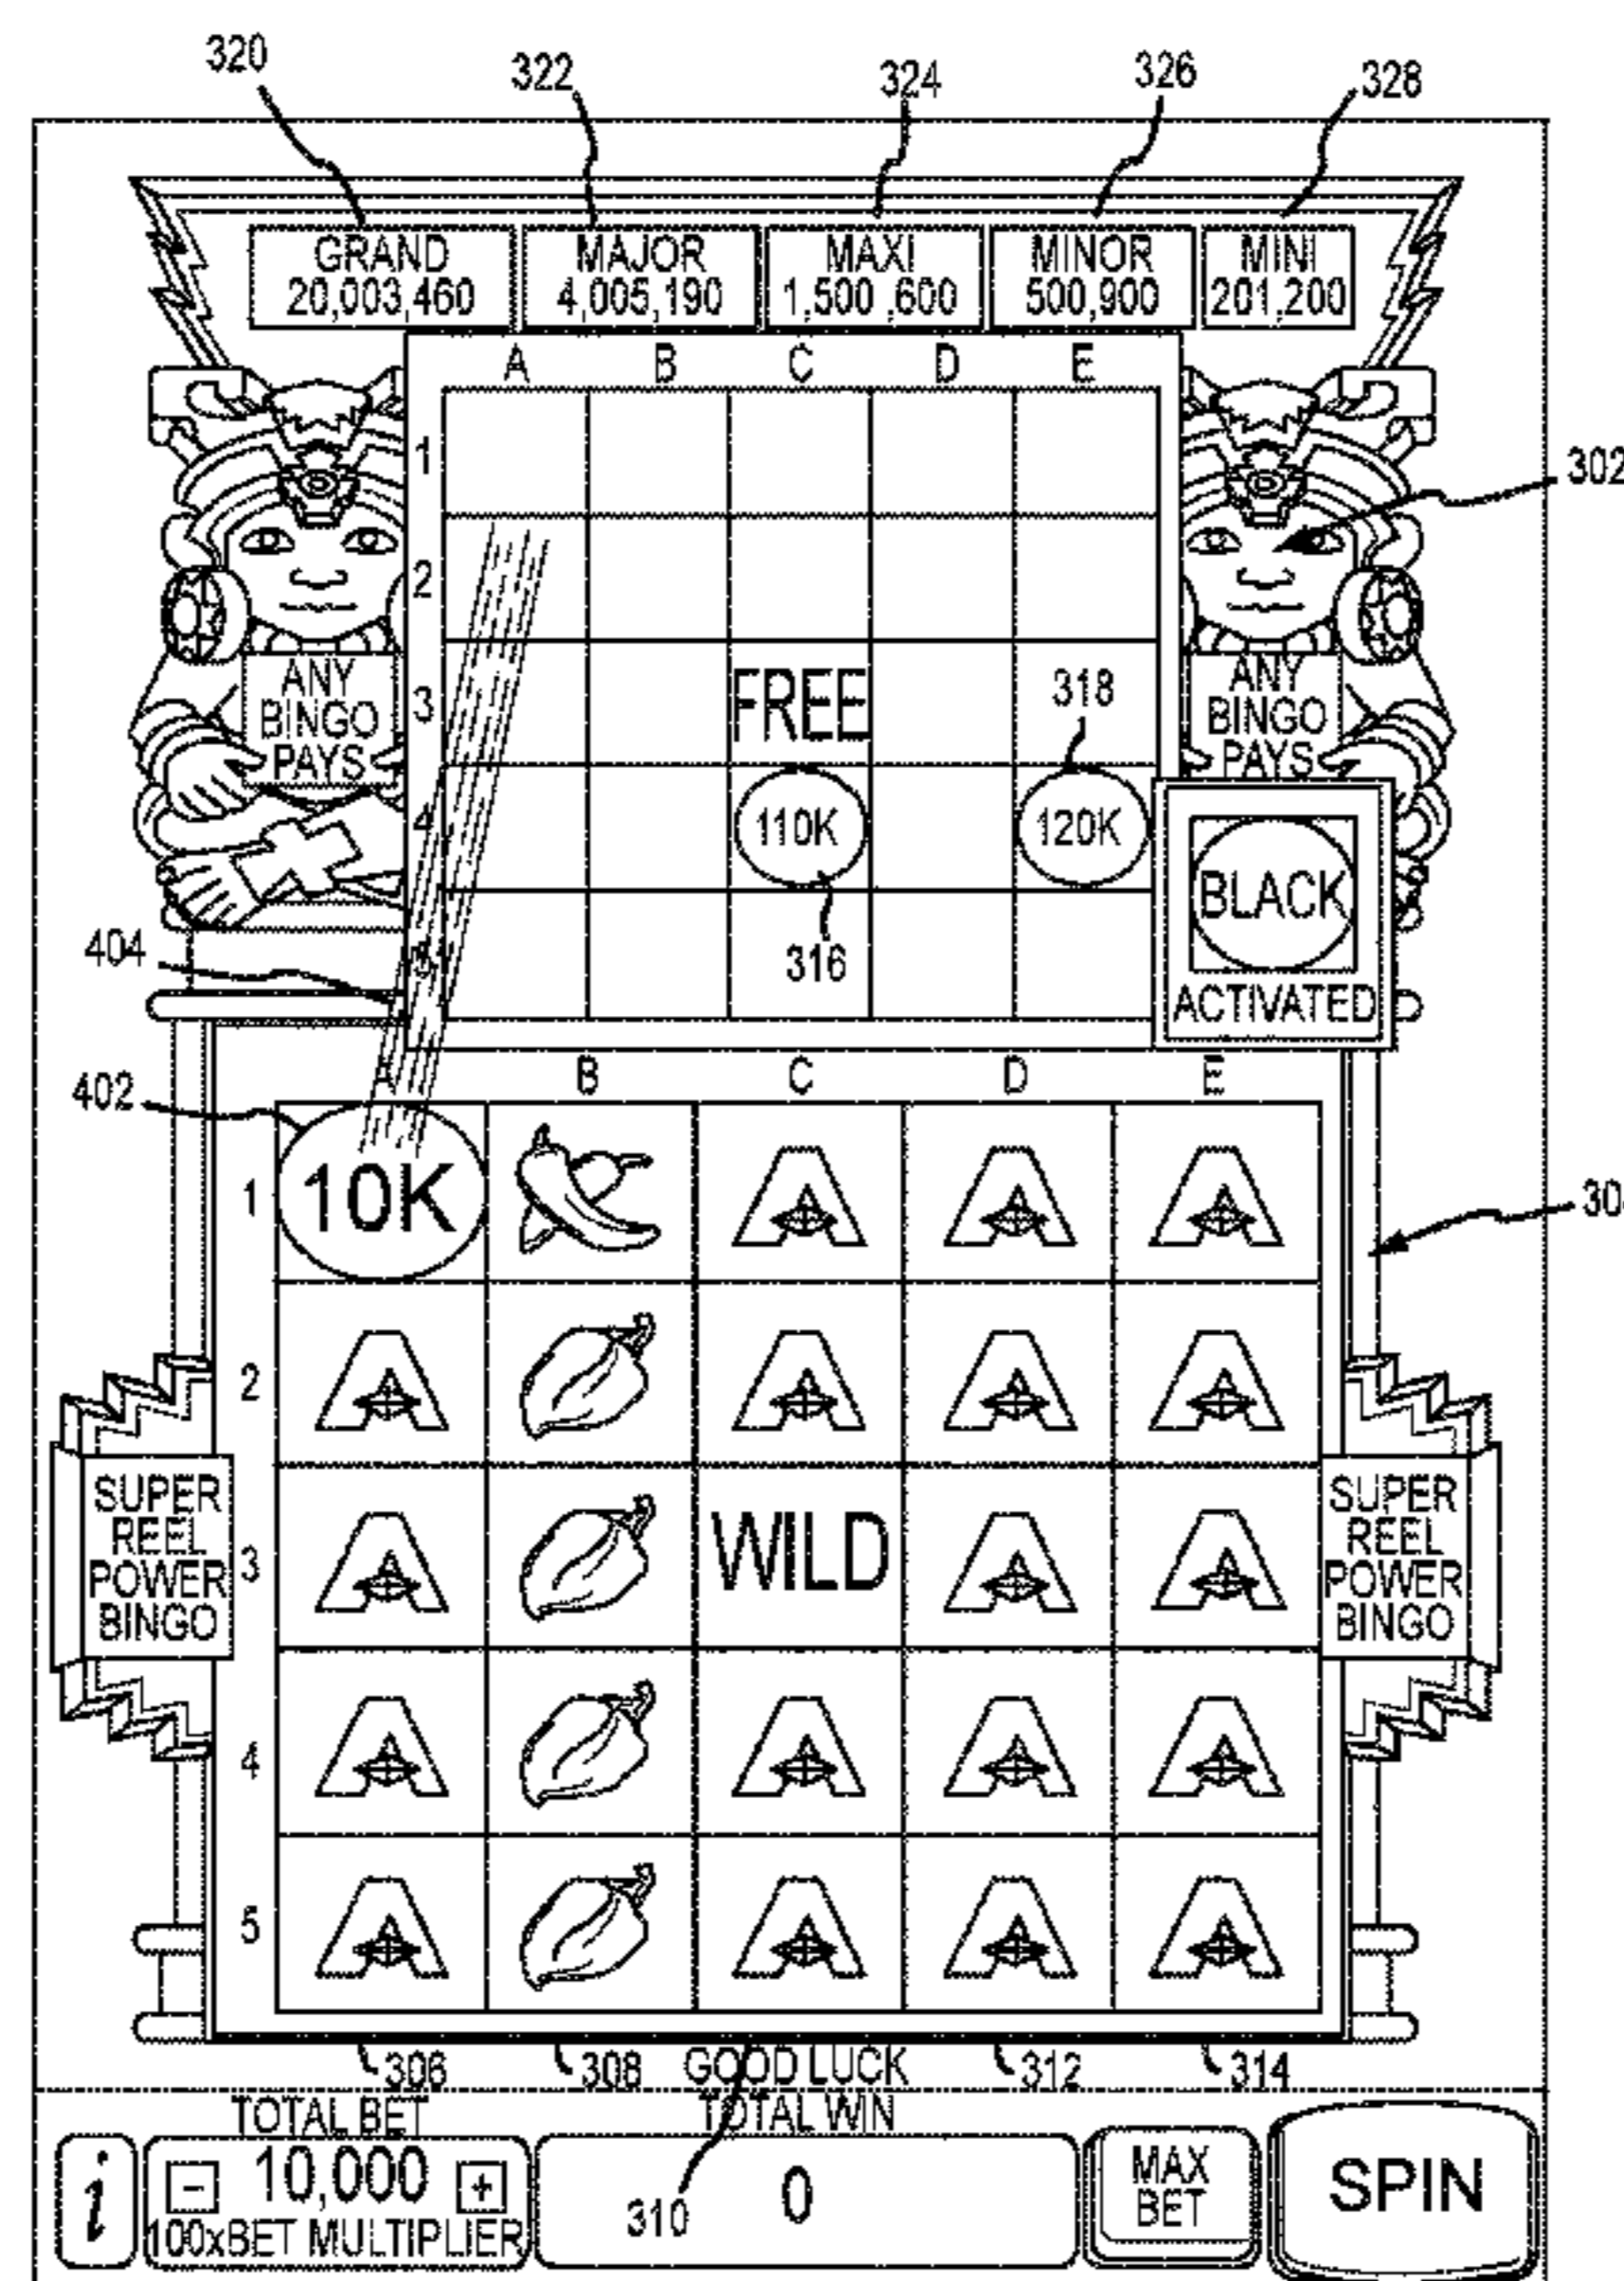 320 322 324 326 328
GRAND MAJOR MAXI MINOR MINI
20,003,460 4,005,190 1,500 ,600 500,900 201,200
A B C D E
1
302
2
ANY BINGO PAYS
3 FREE 318
ANY BINGO PAYS
4 110K 120K
BLACK
404 316
ACTIVATED
B C D E
402
1 10K A A A
2 A A A A
SUPER REEL POWER BINGO
3 A WILD A A
SUPER REEL POWER BINGO
4 A A A A
5 A A A A
306 308 GOOD LUCK 312 314
TOTAL BET TOTAL WIN
i - 10,000 + 0 MAX BET SPIN
100xBET MULTIPLIER 310